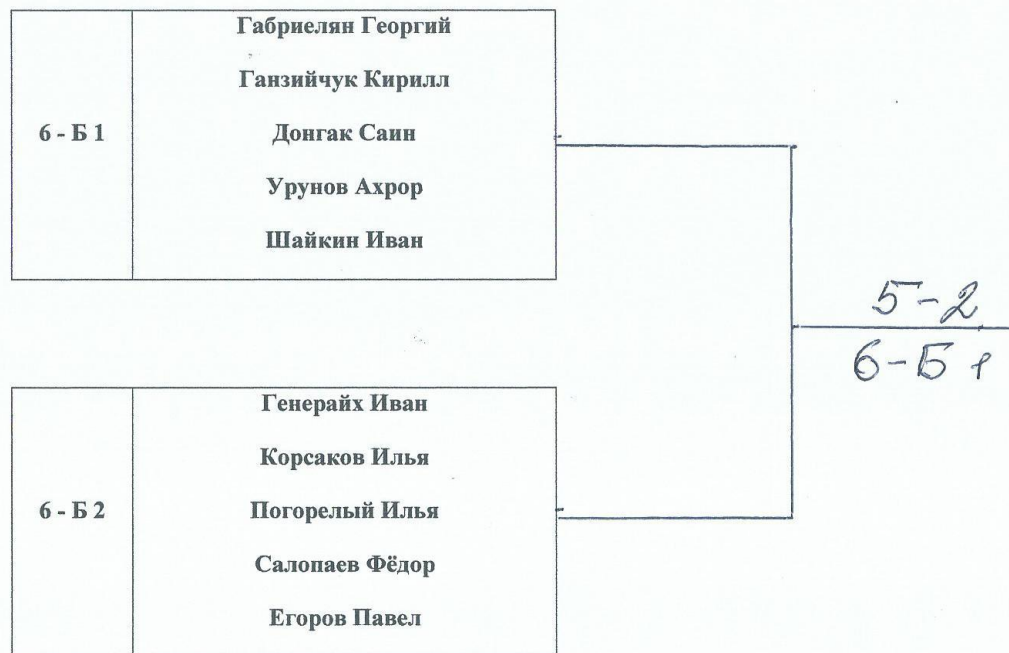 Габриелян Георгий
Ганзийчук Кирилл
6 - Б 1
Донгак Саин
Урунов Ахрор
Шайкин Иван
5-2
6-Б 1
Генерайх Иван
Корсаков Илья
6 - Б 2
Погорелый Илья
Салопаев Фёдор
Егоров Павел